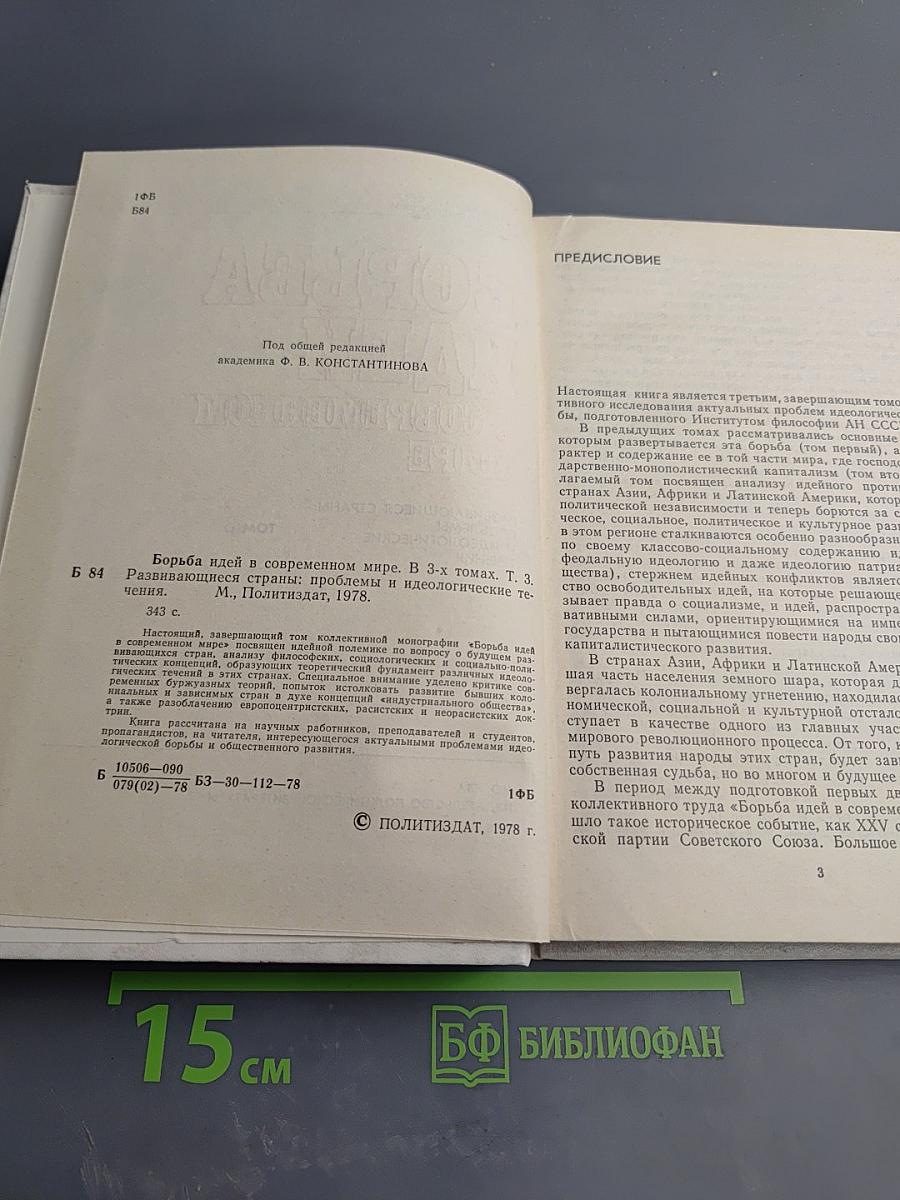 1ФБ
Б84
Под общей редакцией
академика Ф. В. КОНСТАНТИНОВА
Борьба идей в современном мире. В 3-х томах. Т. 3.
Б 84 Развивающиеся страны: проблемы и идеологические те-
чения. М., Политиздат, 1978.
343 с.
Настоящий, завершающий том коллективной монографии «Борьба идей
в современном мире» посвящен идейной полемике по вопросу о будущем раз-
вивающихся стран, анализу философских, социологических и социально-поли-
тических концепций, образующих теоретический фундамент различных идеоло-
гических течений в этих странах. Специальное внимание уделено критике сов-
ременных буржуазных теорий, попыток истолковать развитие бывших коло-
ниальных и зависимых стран в духе концепций «индустриального общества»,
а также разоблачению европоцентристских, расистских и неорасистских док-
трин.
Книга рассчитана на научных работников, преподавателей и студентов,
пропагандистов, на читателя, интересующегося актуальными проблемами идео-
логической борьбы и общественного развития.
Б 10506—090
079(02)—78 БЗ—30—112—78
1ФБ
© ПОЛИТИЗДАТ, 1978 г.
ПРЕДИСЛОВИЕ
Настоящая книга является третьим, завершающим томо
тивного исследования актуальных проблем идеологичес
бы, подготовленного Институтом философии АН СССР
В предыдущих томах рассматривались основные
которым развертывается эта борьба (том первый), а
рактер и содержание ее в той части мира, где господс
дарственно-монополистический капитализм (том вто
лагаемый том посвящен анализу идейного проти
странах Азии, Африки и Латинской Америки, котор
политической независимости и теперь борются за с
ческое, социальное, политическое и культурное раз
в этом регионе сталкиваются особенно разнообразн
по своему классово-социальному содержанию ид
феодальную идеологию и даже идеологию патриа
щества), стержнем идейных конфликтов являетс
ство освободительных идей, на которые решающе
зывает правда о социализме, и идей, распростра
вативными силами, ориентирующимися на импе
государства и пытающимися повести народы сво
капиталистического развития.
В странах Азии, Африки и Латинской Амер
шая часть населения земного шара, которая д
вергалась колониальному угнетению, находилас
номической, социальной и культурной отстало
ступает в качестве одного из главных учас
мирового революционного процесса. От того, к
путь развития народы этих стран, будет зави
собственная судьба, но во многом и будущее
В период между подготовкой первых дв
коллективного труда «Борьба идей в совреме
шло такое историческое событие, как XXV с
ской партии Советского Союза. Большое
3
15 см
БФ БИБЛИОФАН